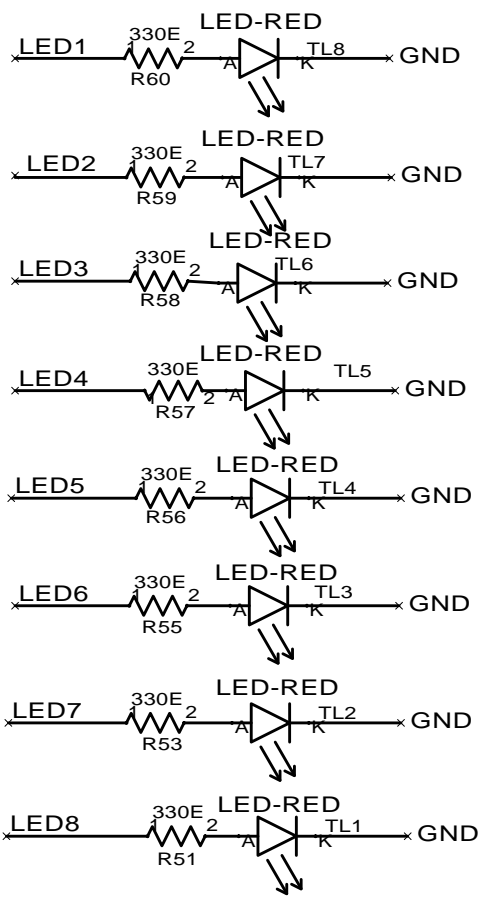 LED-RED
LED1 330E 1 2 R60 A K TL8 GND
LED-RED
LED2 330E 1 2 R59 A K TL7 GND
LED-RED
LED3 330E 1 2 R58 A K TL6 GND
LED-RED
LED4 330E 1 2 R57 A K TL5 GND
LED-RED
LED5 330E 1 2 R56 A K TL4 GND
LED-RED
LED6 330E 1 2 R55 A K TL3 GND
LED-RED
LED7 330E 1 2 R53 A K TL2 GND
LED-RED
LED8 330E 1 2 R51 A K TL1 GND